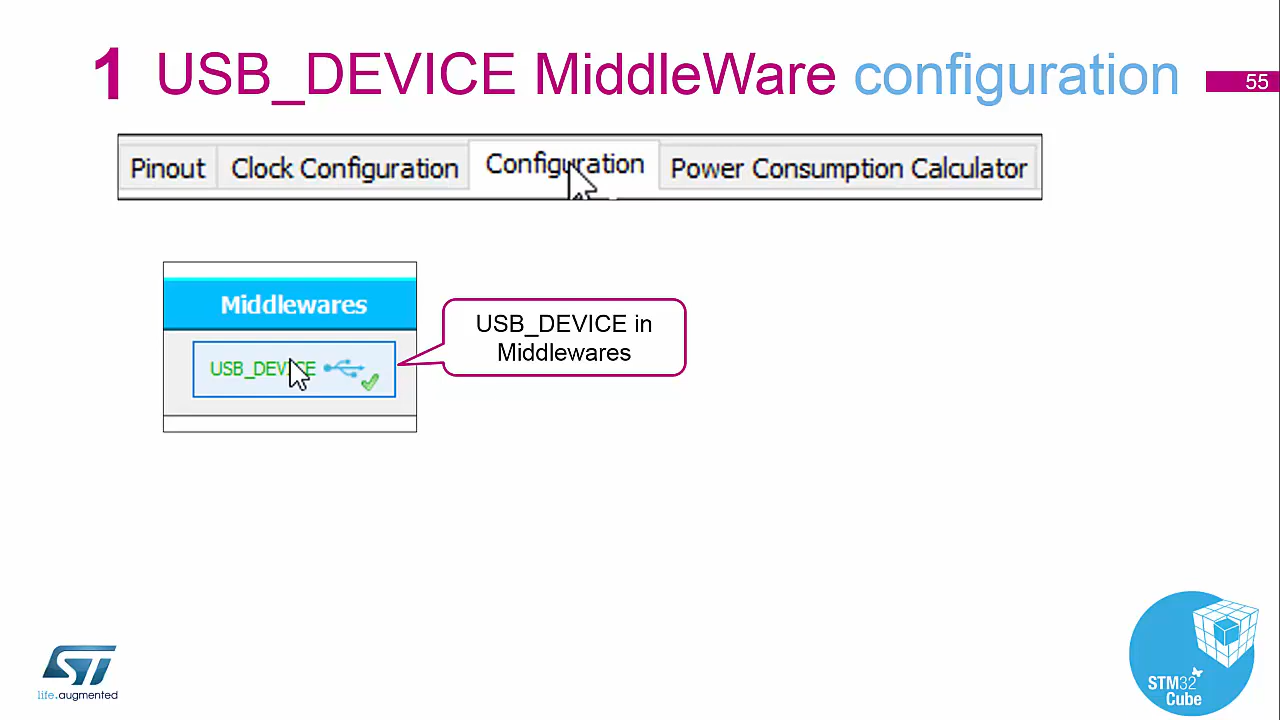 1 USB_DEVICE MiddleWare configuration
55
Pinout Clock Configuration Configuration Power Consumption Calculator
Middlewares
USB_DEVICE
USB_DEVICE in
Middlewares
ST
life.augmented
STM32
Cube